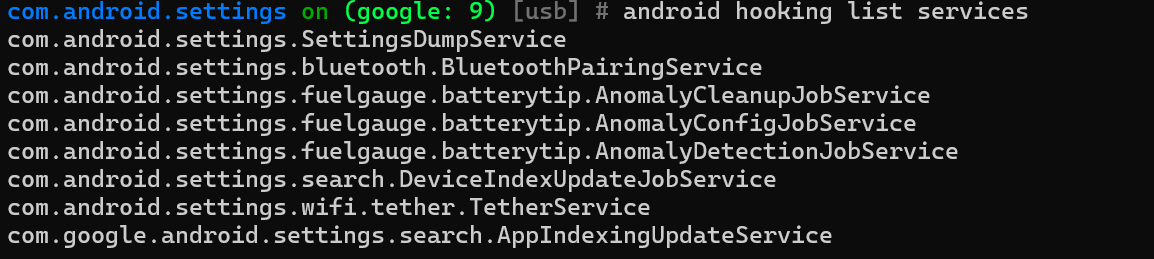 com.android.settings on (google: 9) [usb] # android hooking list services
com.android.settings.SettingsDumpService
com.android.settings.bluetooth.BluetoothPairingService
com.android.settings.fuelgauge.batterytip.AnomalyCleanupJobService
com.android.settings.fuelgauge.batterytip.AnomalyConfigJobService
com.android.settings.fuelgauge.batterytip.AnomalyDetectionJobService
com.android.settings.search.DeviceIndexUpdateJobService
com.android.settings.wifi.tether.TetherService
com.google.android.settings.search.AppIndexingUpdateService